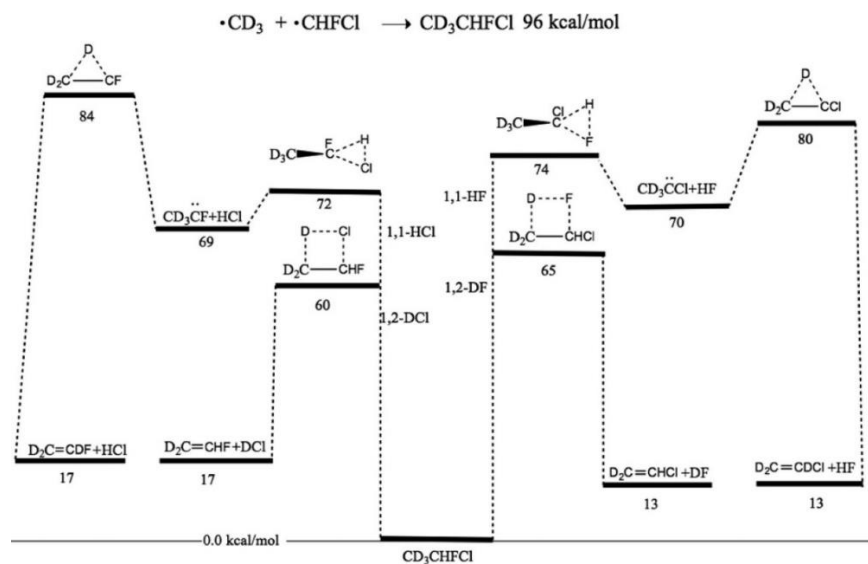 ·CD₃ + ·CHFCl → CD₃CHFCl 96 kcal/mol
D
D₂C CF
84
F H
D₃C C
Cl
72
CD₃C̈F+HCl
69
1,1-HCl
D Cl
D₂C CHF
60
1,2-DCl
D₂C=CDF+HCl
17
D₂C=CHF+DCl
17
0.0 kcal/mol
CD₃CHFCl
Cl H
D₃C C
F
74
1,1-HF
D F
D₂C CHCl
65
1,2-DF
CD₃C̈Cl+HF
70
D
D₂C CCl
80
D₂C=CHCl+DF
13
D₂C=CDCl+HF
13